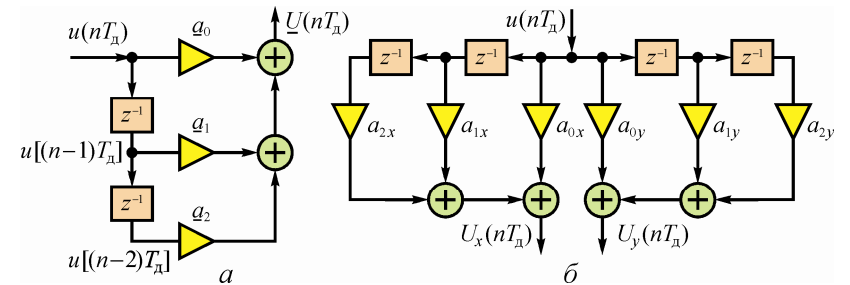 u(nTд)
a₀
U(nTд)
+
z⁻¹
u[(n−1)Tд]
a₁
+
z⁻¹
a₂
u[(n−2)Tд]
а
u(nTд)
z⁻¹ z⁻¹ z⁻¹ z⁻¹
a₂ₓ a₁ₓ a₀ₓ a₀y a₁y a₂y
+ + + +
Uₓ(nTд) Uy(nTд)
б